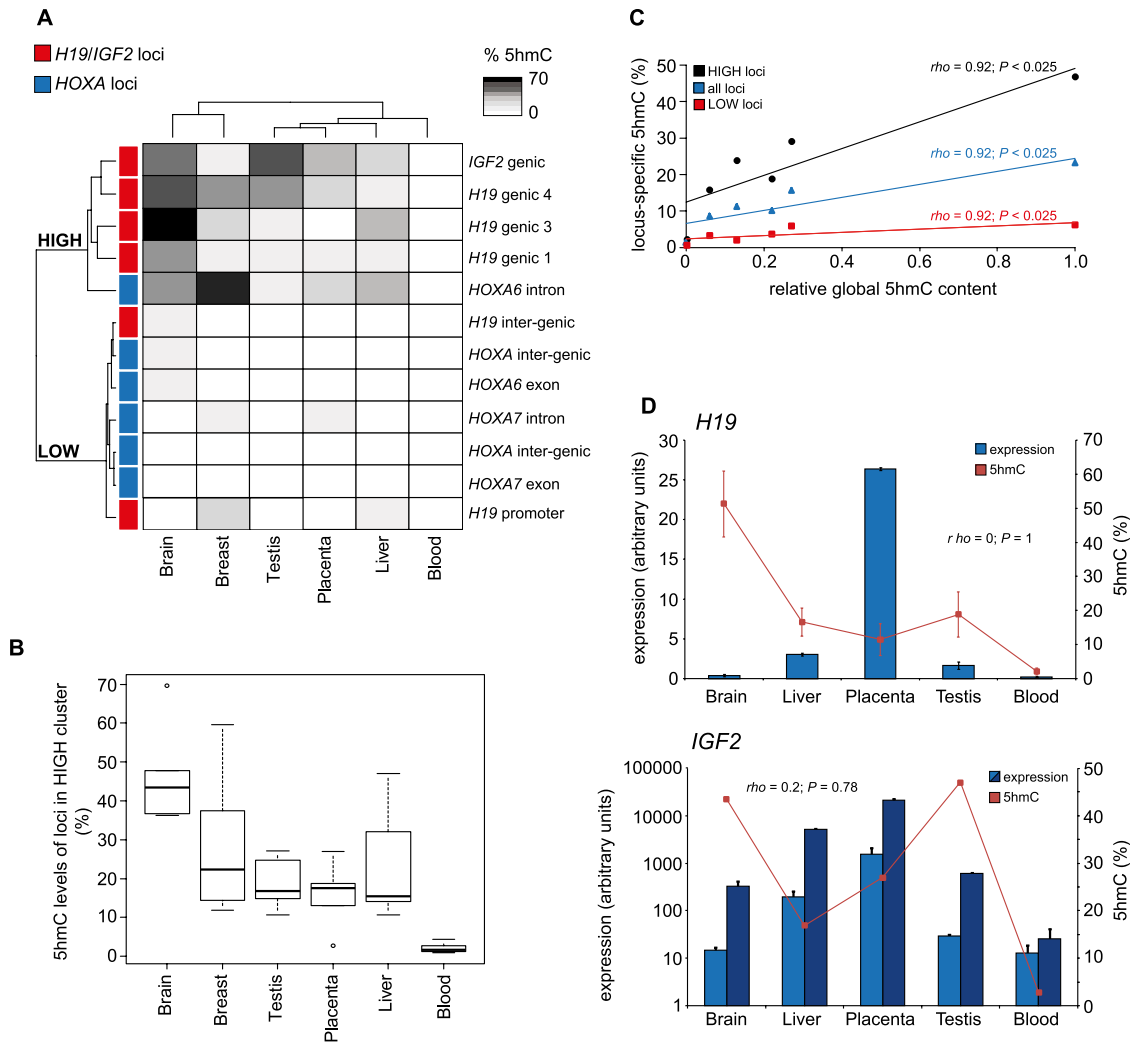 A
H19/IGF2 loci
HOXA loci
% 5hmC
70
0
HIGH
LOW
IGF2 genic
H19 genic 4
H19 genic 3
H19 genic 1
HOXA6 intron
H19 inter-genic
HOXA inter-genic
HOXA6 exon
HOXA7 intron
HOXA inter-genic
HOXA7 exon
H19 promoter
Brain
Breast
Testis
Placenta
Liver
Blood
B
5hmC levels of loci in HIGH cluster
(%)
70
60
50
40
30
20
10
0
Brain
Breast
Testis
Placenta
Liver
Blood
C
locus-specific 5hmC (%)
50
40
30
20
10
0
HIGH loci
all loci
LOW loci
rho = 0.92; P < 0.025
rho = 0.92; P < 0.025
rho = 0.92; P < 0.025
0 0.2 0.4 0.6 0.8 1.0
relative global 5hmC content
D
H19
expression (arbitrary units)
30
25
20
15
10
5
0
expression
5hmC
r ho = 0; P = 1
70
60
50
40
30
20
10
0
5hmC (%)
Brain Liver Placenta Testis Blood
IGF2
expression (arbitrary units)
100000
10000
1000
100
10
1
rho = 0.2; P = 0.78
expression
5hmC
50
40
30
20
10
0
5hmC (%)
Brain Liver Placenta Testis Blood